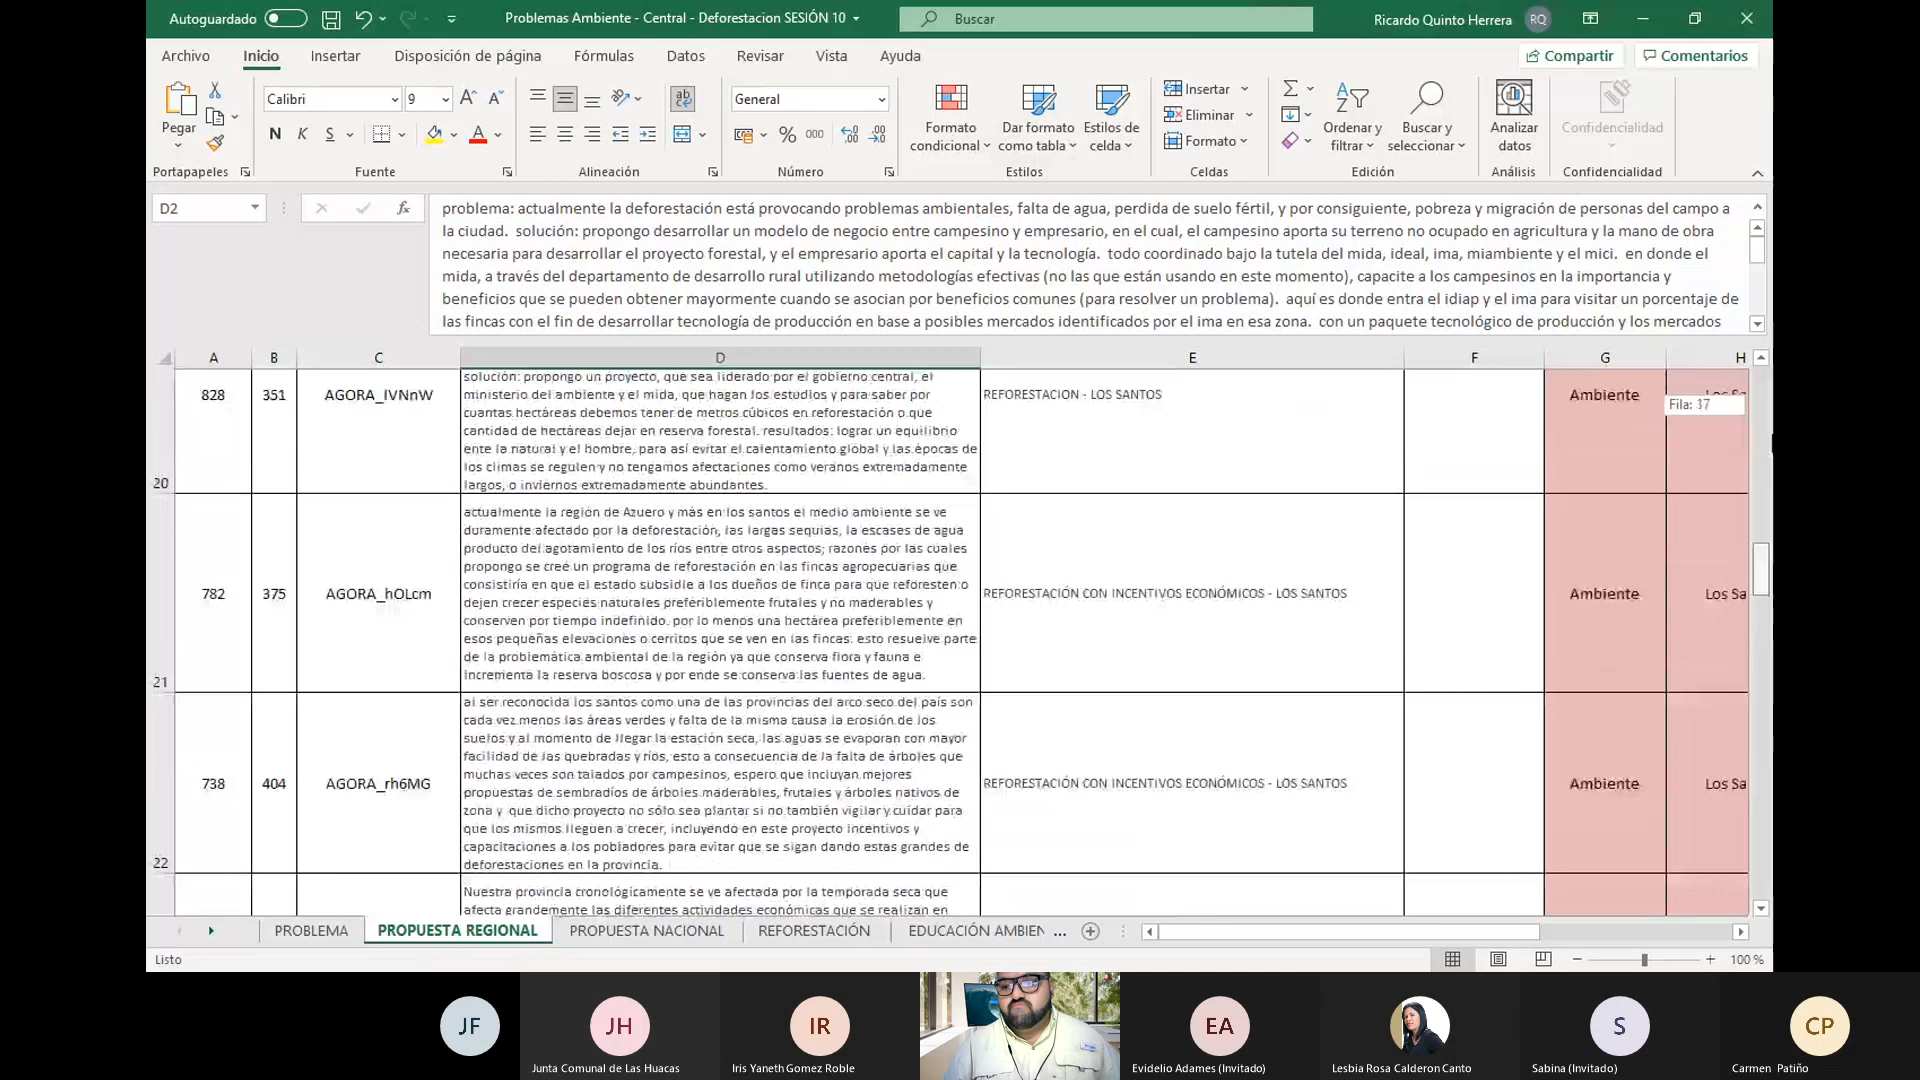 Autoguardado
Problemas Ambiente - Central - Deforestacion SESIÓN 10
Buscar
Ricardo Quinto Herrera
RQ
Archivo
Inicio
Insertar
Disposición de página
Fórmulas
Datos
Revisar
Vista
Ayuda
Compartir
Comentarios
Pegar
Calibri
9
N K S
General
% 000
Formato condicional
Dar formato como tabla
Estilos de celda
Insertar
Eliminar
Formato
Ordenar y filtrar
Buscar y seleccionar
Analizar datos
Confidencialidad
Portapapeles
Fuente
Alineación
Número
Estilos
Celdas
Edición
Análisis
Confidencialidad
D2
fx
problema: actualmente la deforestación está provocando problemas ambientales, falta de agua, perdida de suelo fértil, y por consiguiente, pobreza y migración de personas del campo a
la ciudad. solución: propongo desarrollar un modelo de negocio entre campesino y empresario, en el cual, el campesino aporta su terreno no ocupado en agricultura y la mano de obra
necesaria para desarrollar el proyecto forestal, y el empresario aporta el capital y la tecnología. todo coordinado bajo la tutela del mida, ideal, ima, miambiente y el mici. en donde el
mida, a través del departamento de desarrollo rural utilizando metodologías efectivas (no las que están usando en este momento), capacite a los campesinos en la importancia y
beneficios que se pueden obtener mayormente cuando se asocian por beneficios comunes (para resolver un problema). aquí es donde entra el idiap y el ima para visitar un porcentaje de
las fincas con el fin de desarrollar tecnología de producción en base a posibles mercados identificados por el ima en esa zona. con un paquete tecnológico de producción y los mercados
A B C D E F G H
20
828
351
AGORA_IVNnW
solución: propongo un proyecto, que sea liderado por el gobierno central, el
ministerio del ambiente y el mida, que hagan los estudios y para saber por
cuantas hectáreas debemos tener de metros cúbicos en reforestación o que
cantidad de hectáreas dejar en reserva forestal. resultados: lograr un equilibrio
ente la natural y el hombre, para así evitar el calentamiento global y las épocas de
los climas se regulen y no tengamos afectaciones como veranos extremadamente
largos, o inviernos extremadamente abundantes.
REFORESTACION - LOS SANTOS
Ambiente
Fila: 37
21
782
375
AGORA_hOLcm
actualmente la región de Azuero y más en los santos el medio ambiente se ve
duramente afectado por la deforestación, las largas sequias, la escases de agua
producto del agotamiento de los ríos entre otros aspectos; razones por las cuales
propongo se creé un programa de reforestación en las fincas agropecuarias que
consistiría en que el estado subsidie a los dueños de finca para que reforesten o
dejen crecer especies naturales preferiblemente frutales y no maderables y
conserven por tiempo indefinido. por lo menos una hectárea preferiblemente en
esos pequeñas elevaciones o cerritos que se ven en las fincas. esto resuelve parte
de la problemática ambiental de la región ya que conserva flora y fauna e
incrementa la reserva boscosa y por ende se conserva las fuentes de agua.
REFORESTACIÓN CON INCENTIVOS ECONÓMICOS - LOS SANTOS
Ambiente
Los Sa
22
738
404
AGORA_rh6MG
al ser reconocida los santos como una de las provincias del arco seco del país son
cada vez menos las áreas verdes y falta de la misma causa la erosión de los
suelos y al momento de llegar la estación seca, las aguas se evaporan con mayor
facilidad de las quebradas y ríos, esto a consecuencia de la falta de árboles que
muchas veces son talados por campesinos, espero que incluyan mejores
propuestas de sembradíos de árboles maderables, frutales y árboles nativos de
zona y que dicho proyecto no sólo sea plantar si no también vigilar y cuidar para
que los mismos lleguen a crecer, incluyendo en este proyecto incentivos y
capacitaciones a los pobladores para evitar que se sigan dando estas grandes de
deforestaciones en la provincia.
REFORESTACIÓN CON INCENTIVOS ECONÓMICOS - LOS SANTOS
Ambiente
Los Sa
Nuestra provincia cronológicamente se ve afectada por la temporada seca que
afecta grandemente las diferentes actividades económicas que se realizan en
PROBLEMA
PROPUESTA REGIONAL
PROPUESTA NACIONAL
REFORESTACIÓN
EDUCACIÓN AMBIEN ...
Listo
100 %
JF
JH
IR
EA
S
CP
Junta Comunal de Las Huacas
Iris Yaneth Gomez Roble
Evidelio Adames (Invitado)
Lesbia Rosa Calderon Canto
Sabina (Invitado)
Carmen Patiño